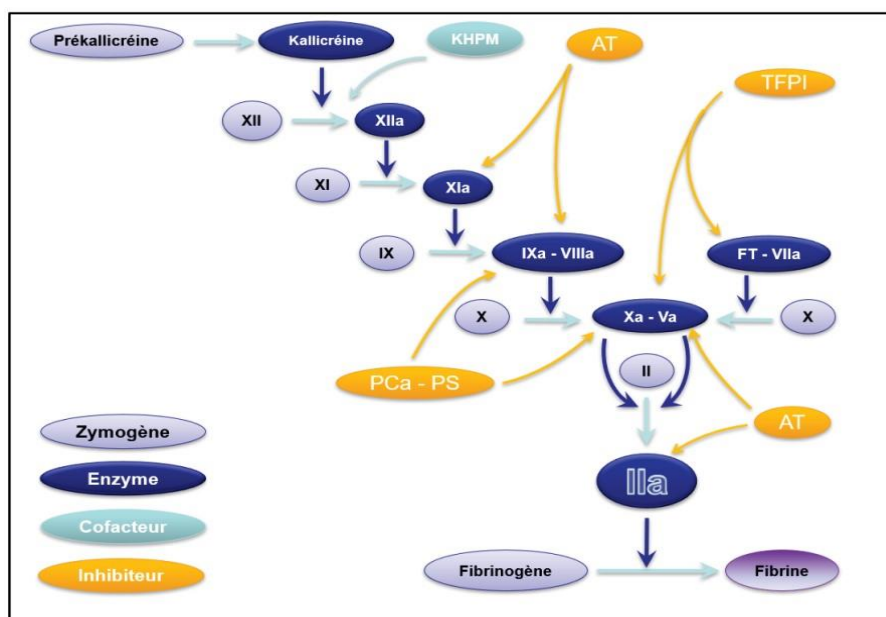 Prékallicréine
Kallicréine
KHPM
AT
TFPI
XII
XIIa
XI
XIa
IX
IXa - VIIIa
FT - VIIa
X
Xa - Va
X
II
PCa - PS
AT
Zymogène
Enzyme
IIa
Cofacteur
Inhibiteur
Fibrinogène
Fibrine